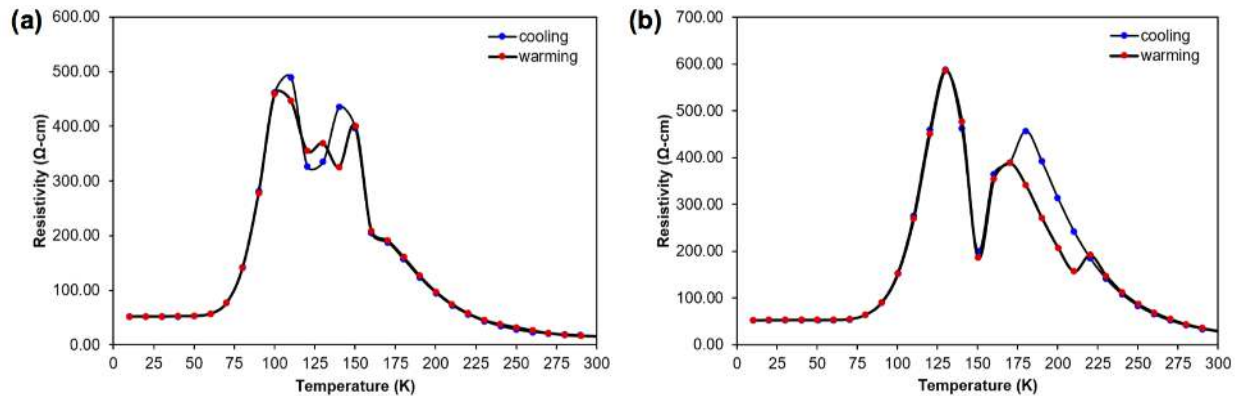 (a)
600.00
500.00
400.00
300.00
200.00
100.00
0.00
Resistivity (Ω-cm)
cooling
warming
0 25 50 75 100 125 150 175 200 225 250 275 300
Temperature (K)
(b)
700.00
600.00
500.00
400.00
300.00
200.00
100.00
0.00
Resistivity (Ω-cm)
cooling
warming
0 25 50 75 100 125 150 175 200 225 250 275 300
Temperature (K)